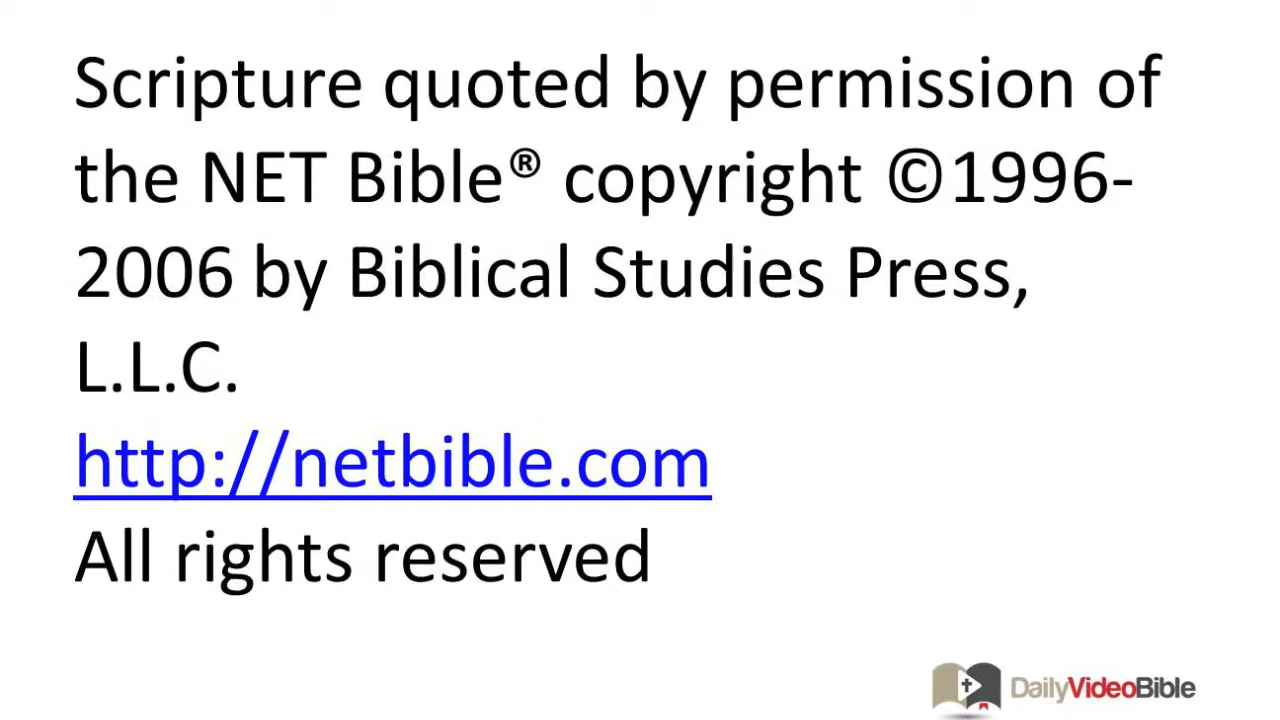 Scripture quoted by permission of
the NET Bible® copyright ©1996-
2006 by Biblical Studies Press,
L.L.C.
http://netbible.com
All rights reserved
DailyVideoBible